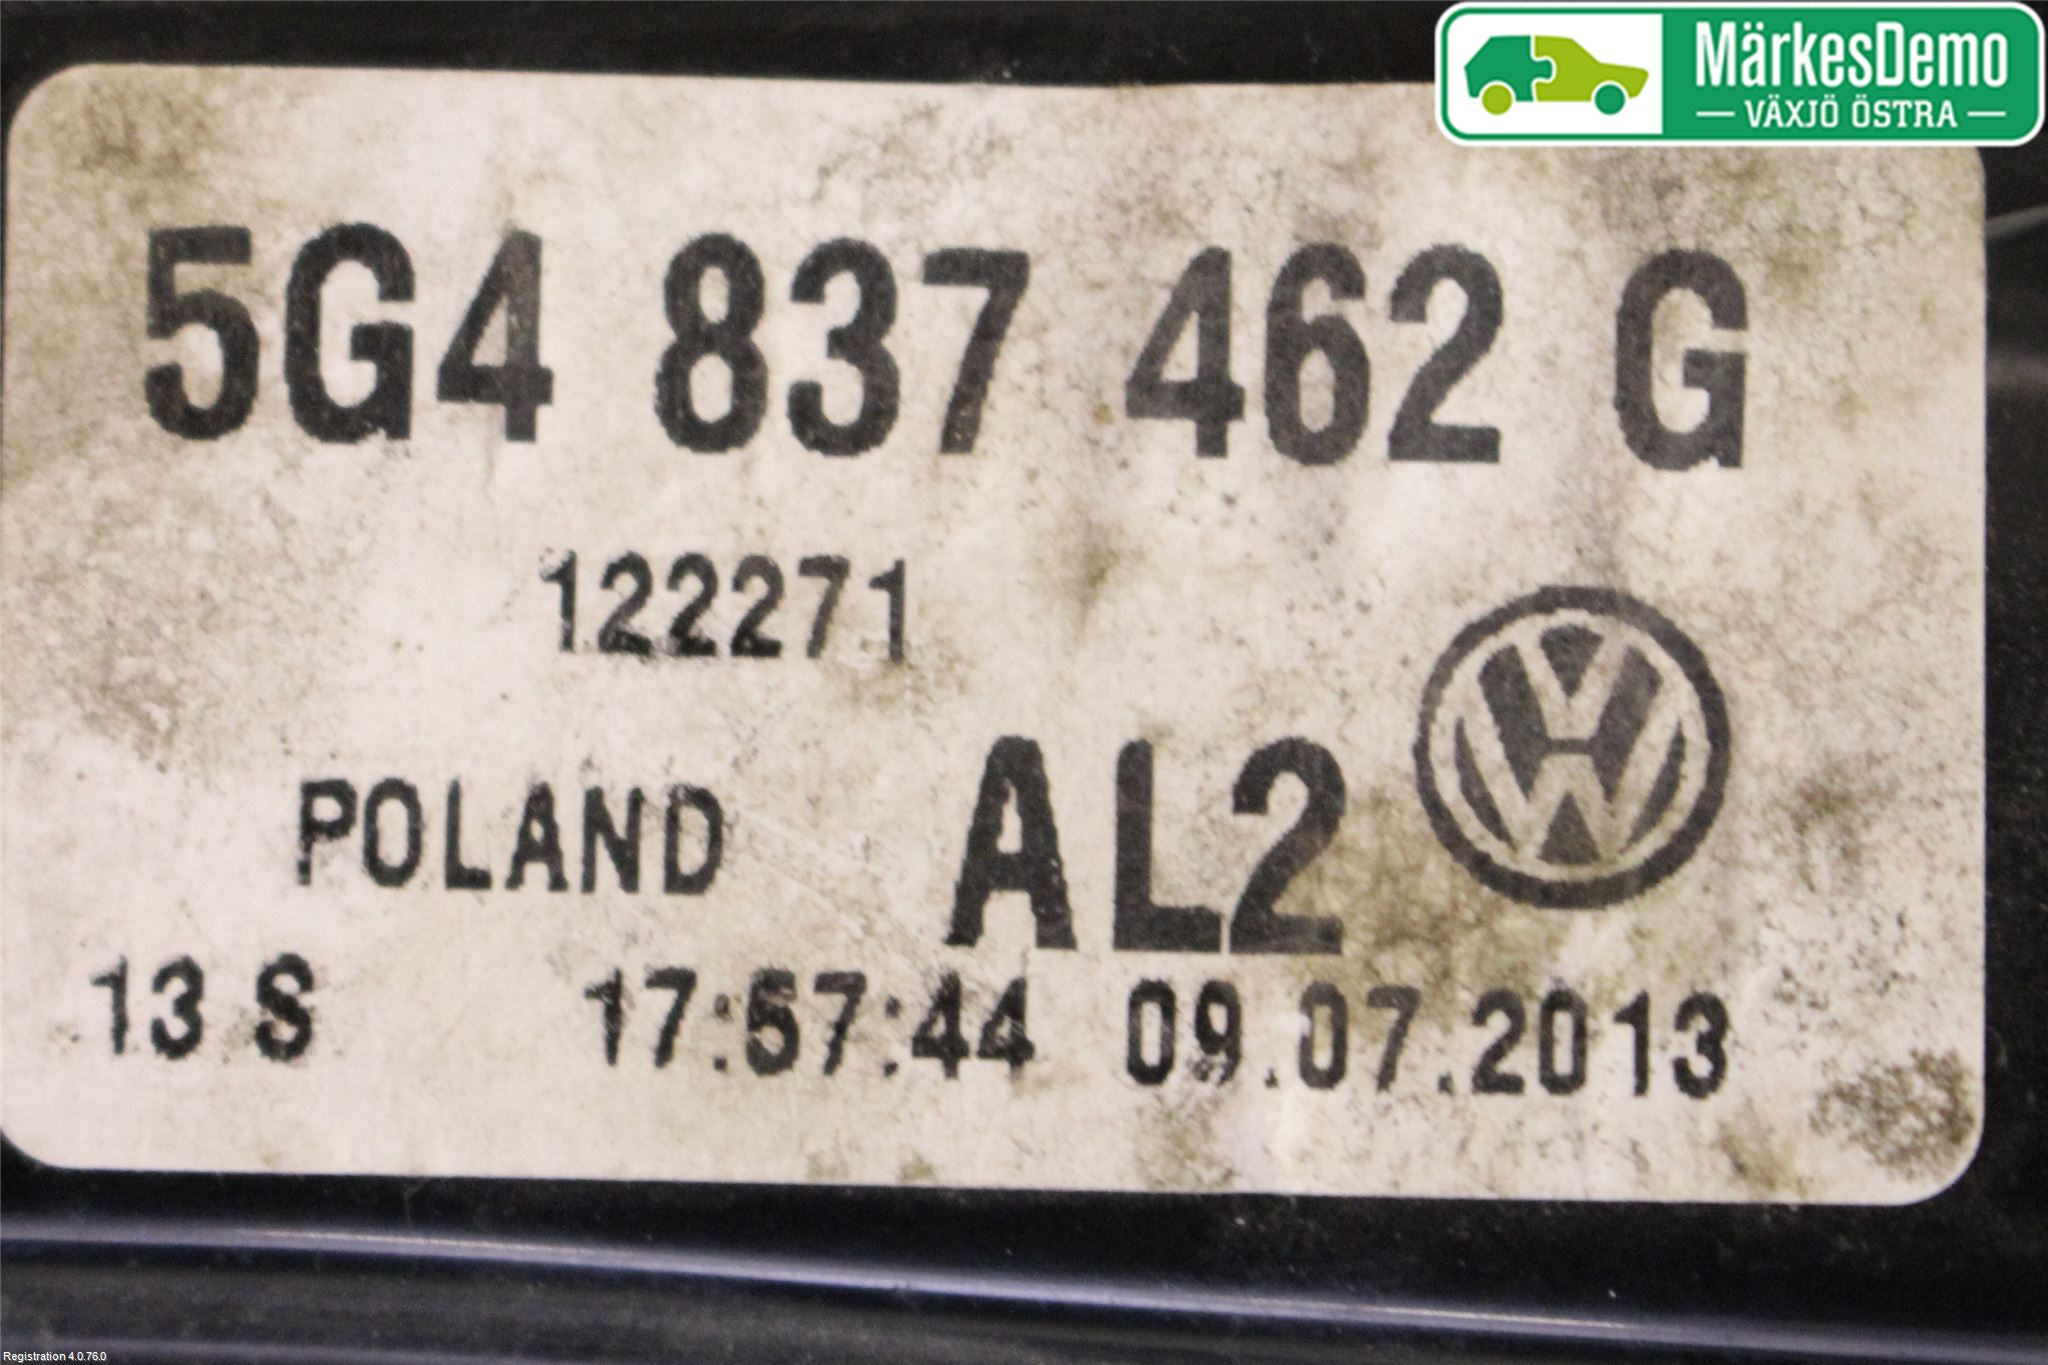 MärkesDemo
VÄXJÖ ÖSTRA
5G4 837 462 G
122271
POLAND AL2
13 S 17:57:44 09.07.2013
Registration 4.0.76.0